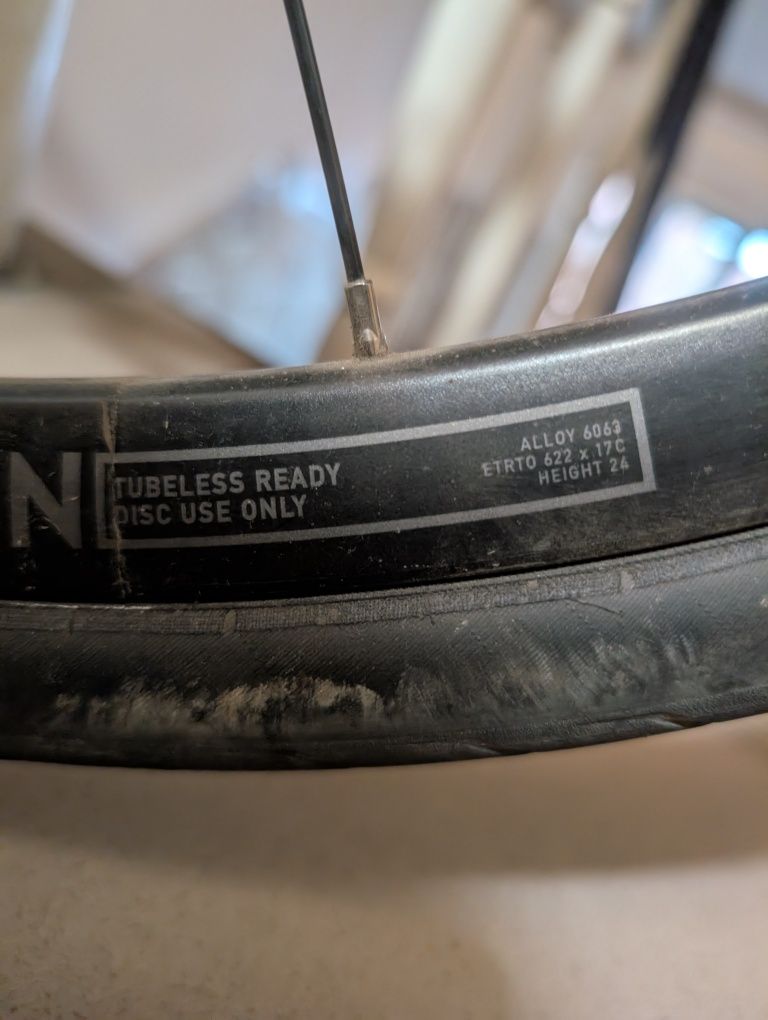 N
TUBELESS READY
DISC USE ONLY
ALLOY 6063
ETRTO 622 x 17C
HEIGHT 24